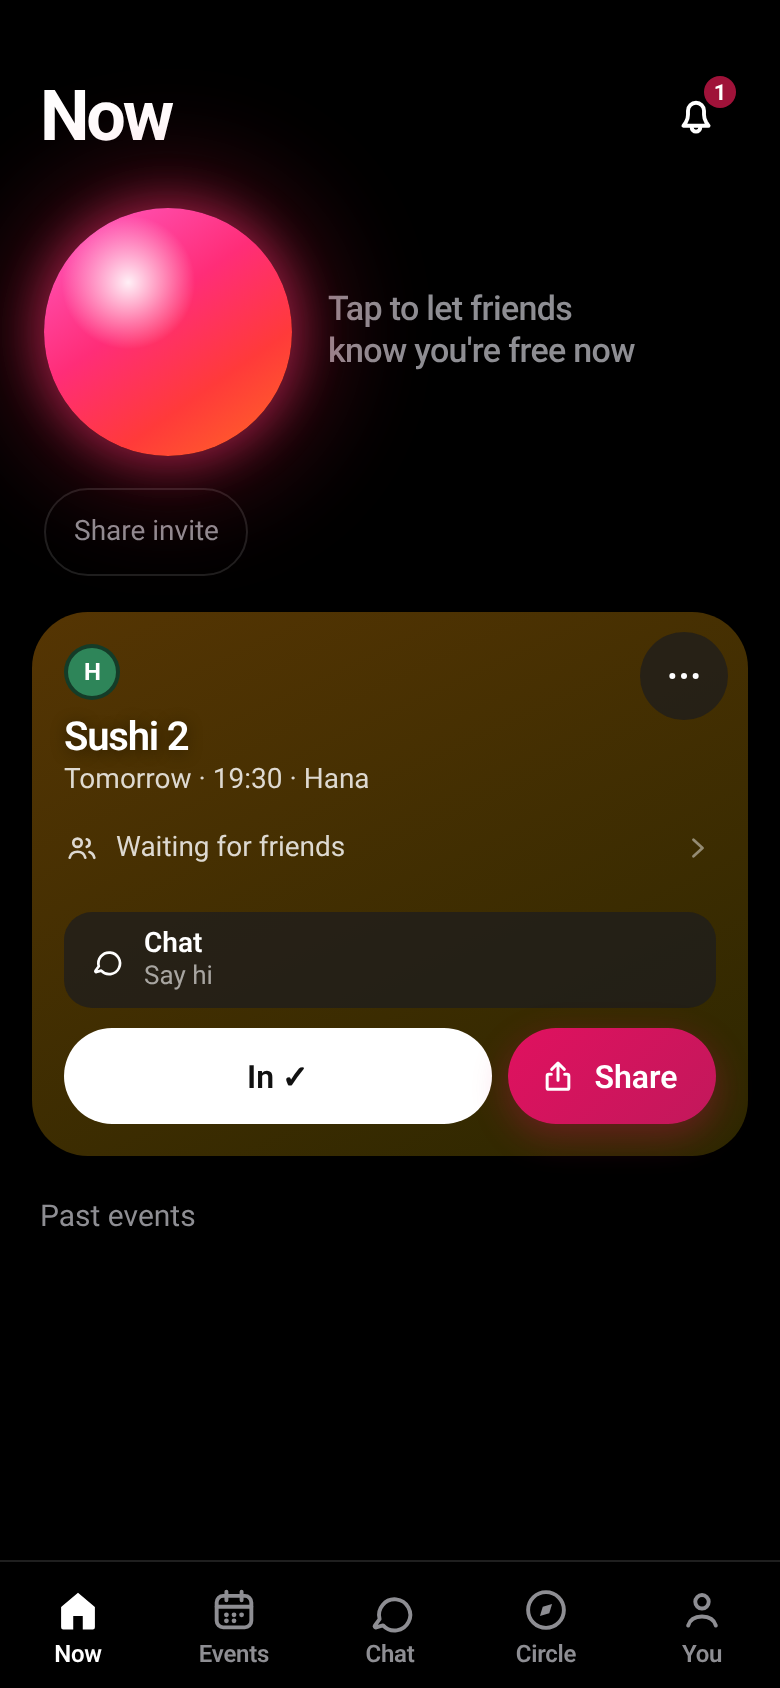 Now
1
Tap to let friends
know you're free now
Share invite
H
Sushi 2
Tomorrow · 19:30 · Hana
Waiting for friends
Chat
Say hi
In ✓
Share
Past events
Now
Events
Chat
Circle
You